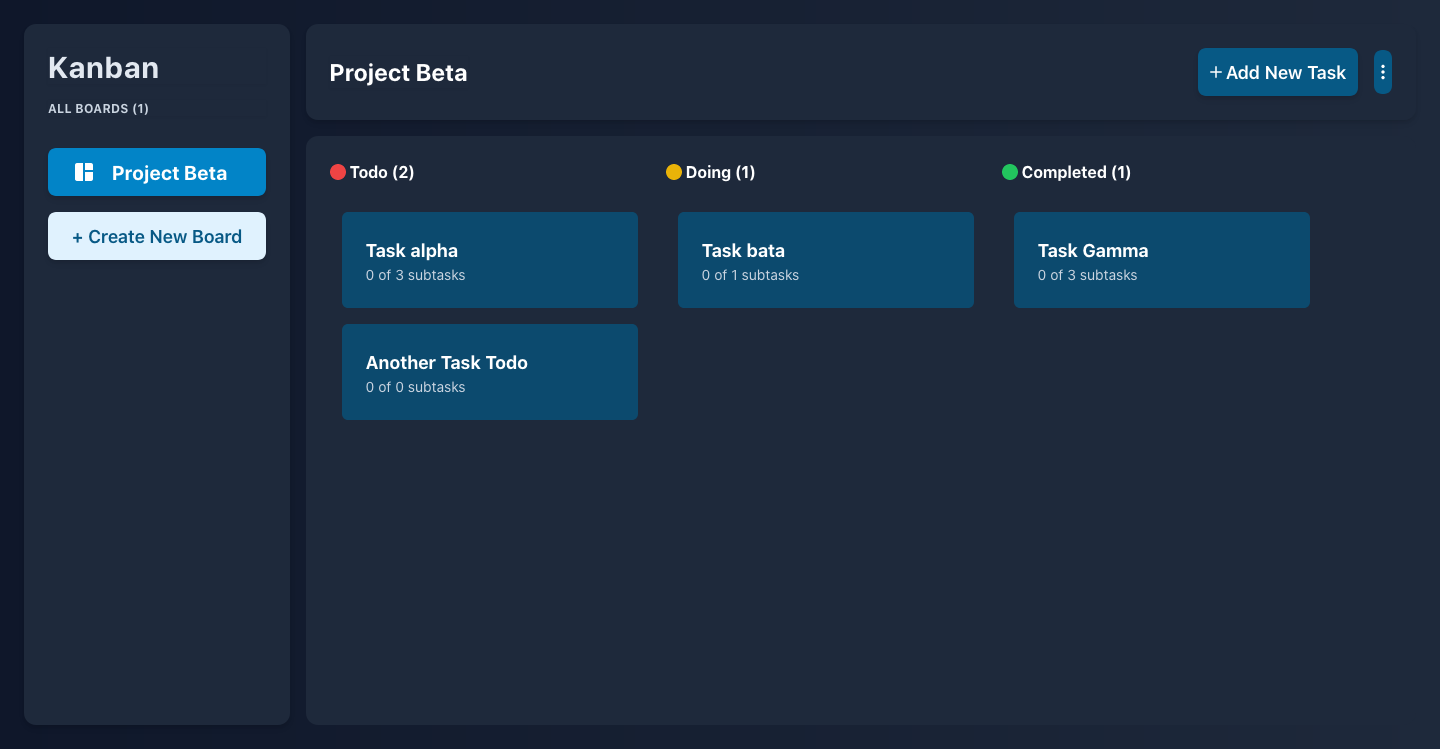 Kanban
ALL BOARDS (1)
Project Beta
+ Create New Board
Project Beta
+ Add New Task
Todo (2)
Task alpha
0 of 3 subtasks
Another Task Todo
0 of 0 subtasks
Doing (1)
Task bata
0 of 1 subtasks
Completed (1)
Task Gamma
0 of 3 subtasks